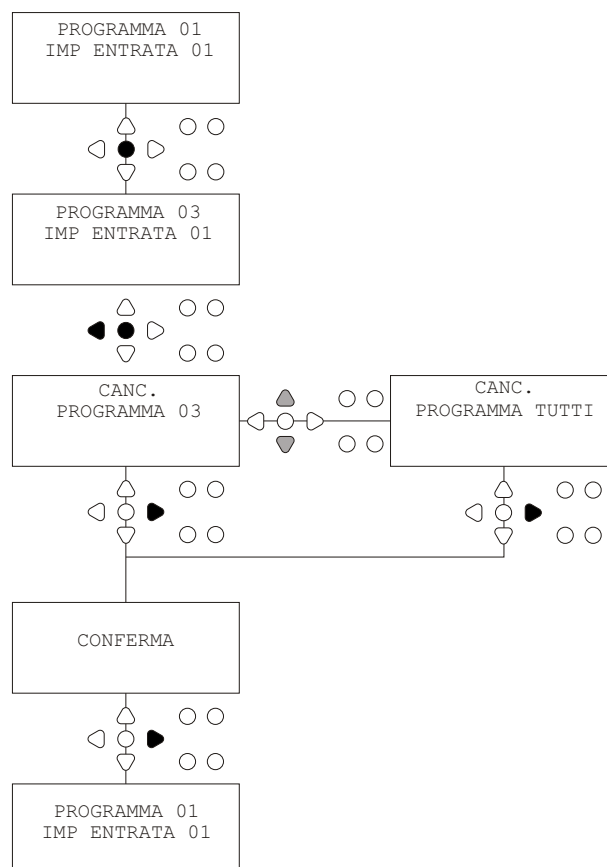 PROGRAMMA 01
IMP ENTRATA 01
PROGRAMMA 03
IMP ENTRATA 01
CANC.
PROGRAMMA 03
CANC.
PROGRAMMA TUTTI
CONFERMA
PROGRAMMA 01
IMP ENTRATA 01